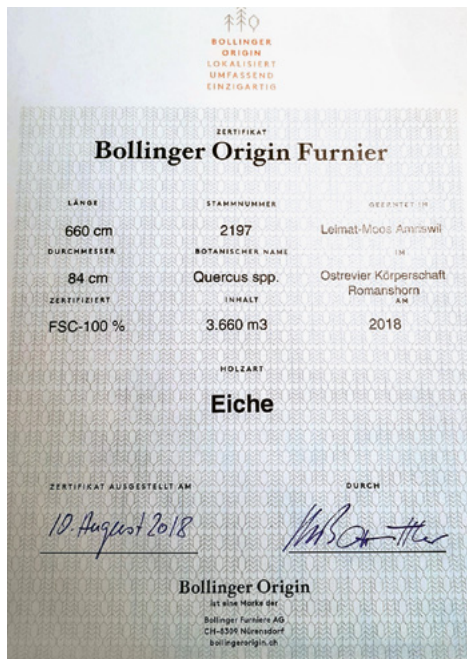 BOLLINGER
ORIGIN
LOKALISIERT
UMFASSEND
EINZIGARTIG
ZERTIFIKAT
Bollinger Origin Furnier
LÄNGE STAMMNUMMER GEERNTET IN
660 cm 2197 Leimat-Moos Amriswil
DURCHMESSER BOTANISCHER NAME IM
84 cm Quercus spp. Ostrevier Körperschaft
Romanshorn
ZERTIFIZIERT INHALT AM
FSC-100 % 3.660 m3 2018
HOLZART
Eiche
ZERTIFIKAT AUSGESTELLT AM DURCH
10. August 2018
Bollinger Origin
ist eine Marke der
Bollinger Furniere AG
CH-8309 Nürensdorf
bollingerorigin.ch